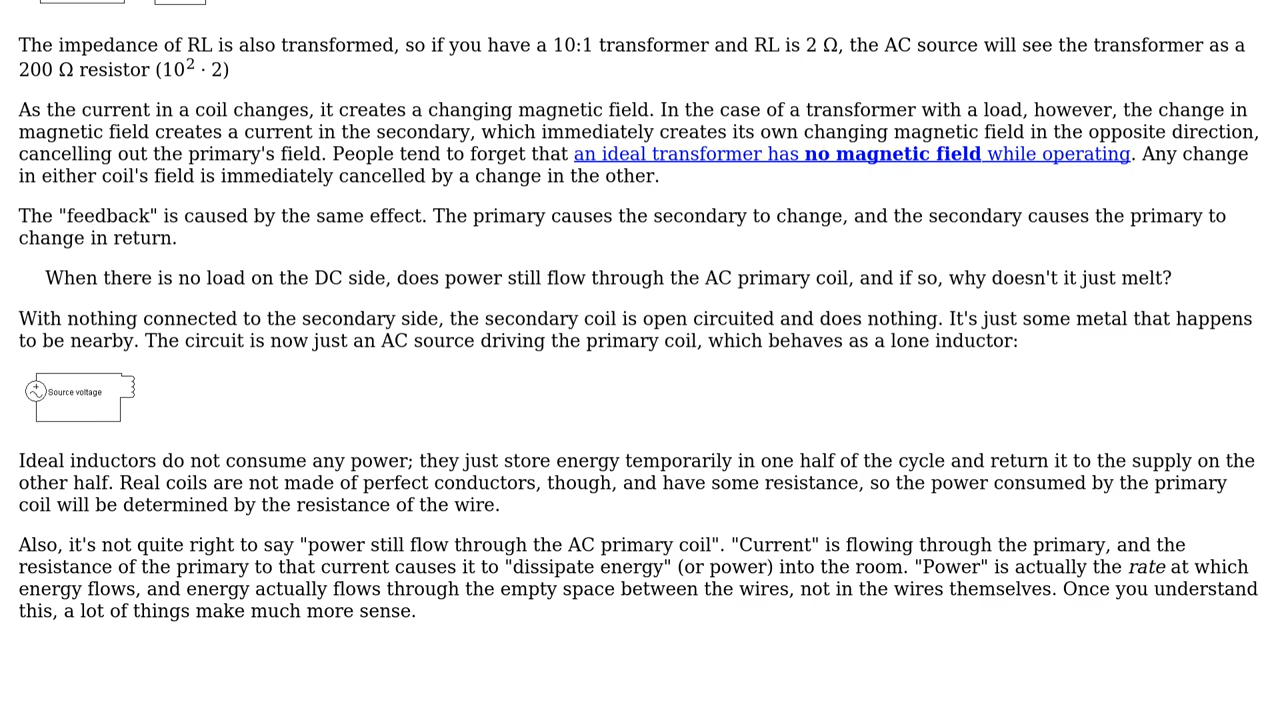 The impedance of RL is also transformed, so if you have a 10:1 transformer and RL is 2 Ω, the AC source will see the transformer as a
200 Ω resistor (10² · 2)
As the current in a coil changes, it creates a changing magnetic field. In the case of a transformer with a load, however, the change in
magnetic field creates a current in the secondary, which immediately creates its own changing magnetic field in the opposite direction,
cancelling out the primary's field. People tend to forget that an ideal transformer has no magnetic field while operating. Any change
in either coil's field is immediately cancelled by a change in the other.
The "feedback" is caused by the same effect. The primary causes the secondary to change, and the secondary causes the primary to
change in return.
When there is no load on the DC side, does power still flow through the AC primary coil, and if so, why doesn't it just melt?
With nothing connected to the secondary side, the secondary coil is open circuited and does nothing. It's just some metal that happens
to be nearby. The circuit is now just an AC source driving the primary coil, which behaves as a lone inductor:
Source voltage
Ideal inductors do not consume any power; they just store energy temporarily in one half of the cycle and return it to the supply on the
other half. Real coils are not made of perfect conductors, though, and have some resistance, so the power consumed by the primary
coil will be determined by the resistance of the wire.
Also, it's not quite right to say "power still flow through the AC primary coil". "Current" is flowing through the primary, and the
resistance of the primary to that current causes it to "dissipate energy" (or power) into the room. "Power" is actually the rate at which
energy flows, and energy actually flows through the empty space between the wires, not in the wires themselves. Once you understand
this, a lot of things make much more sense.